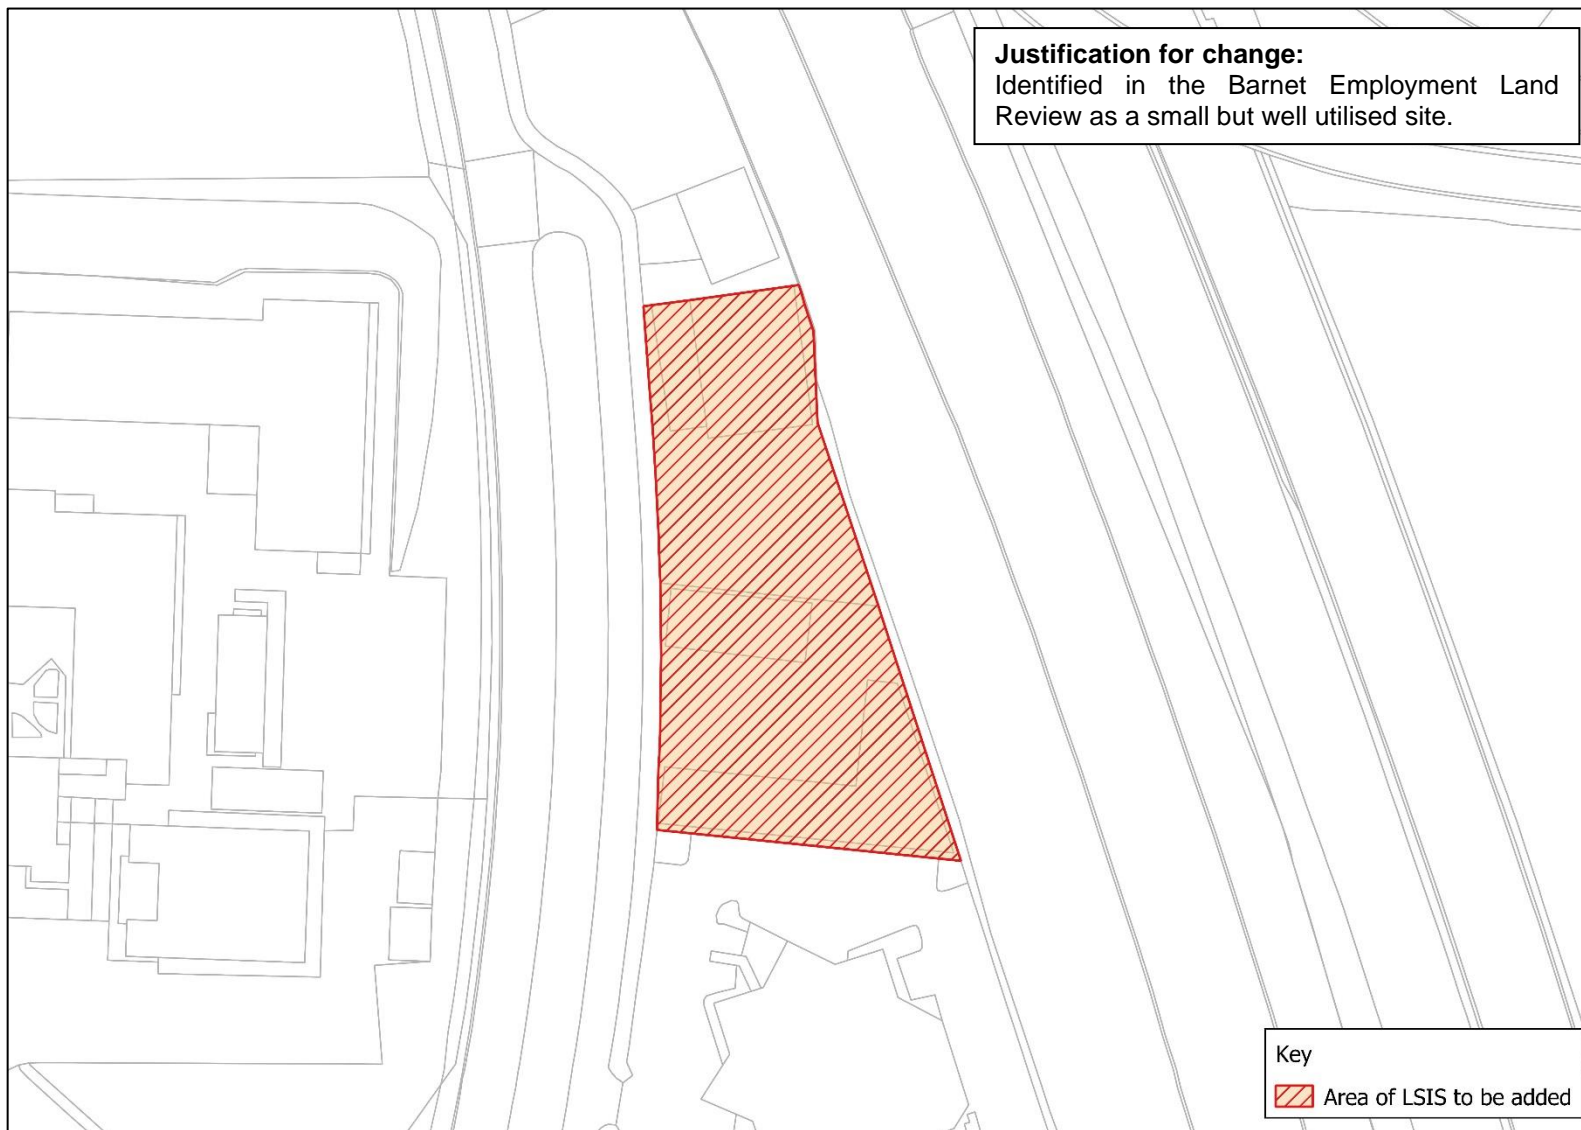 Justification for change:
Identified in the Barnet Employment Land
Review as a small but well utilised site.
Key
Area of LSIS to be added